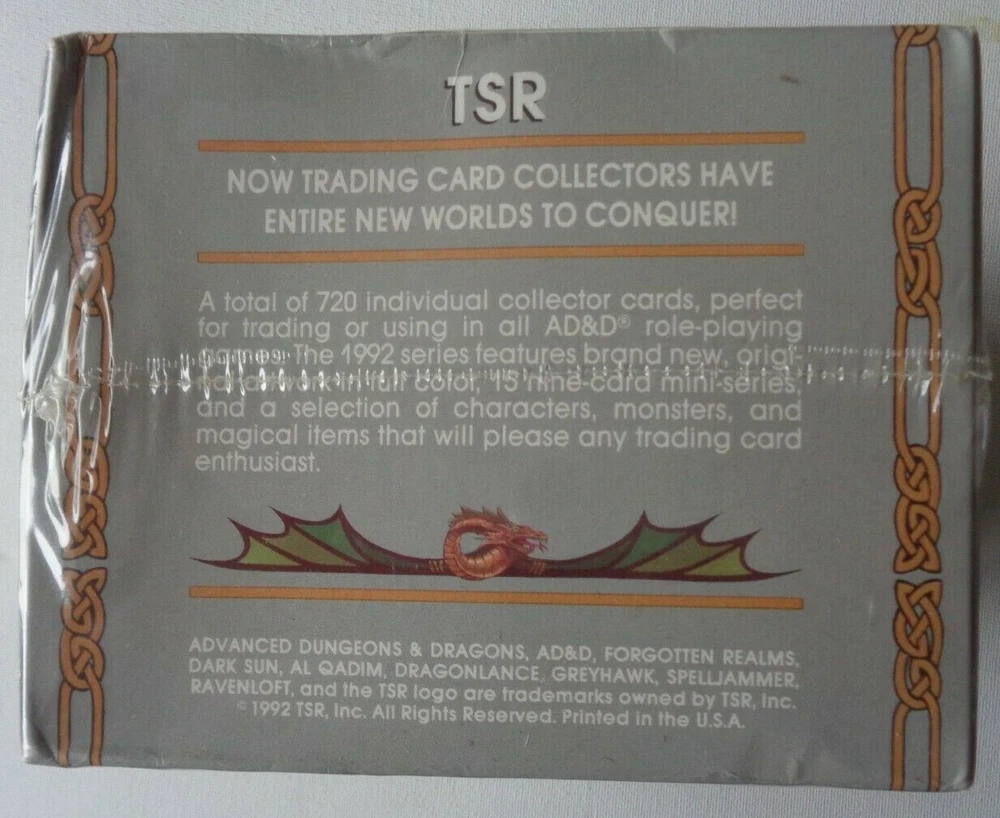 TSR
NOW TRADING CARD COLLECTORS HAVE
ENTIRE NEW WORLDS TO CONQUER!
A total of 720 individual collector cards, perfect
for trading or using in all AD&D® role-playing
games. The 1992 series features brand new, origi-
nal artwork in full color, 15 nine-card mini-series,
and a selection of characters, monsters, and
magical items that will please any trading card
enthusiast.
ADVANCED DUNGEONS & DRAGONS, AD&D, FORGOTTEN REALMS,
DARK SUN, AL QADIM, DRAGONLANCE, GREYHAWK, SPELLJAMMER,
RAVENLOFT, and the TSR logo are trademarks owned by TSR, Inc.
© 1992 TSR, Inc. All Rights Reserved. Printed in the U.S.A.